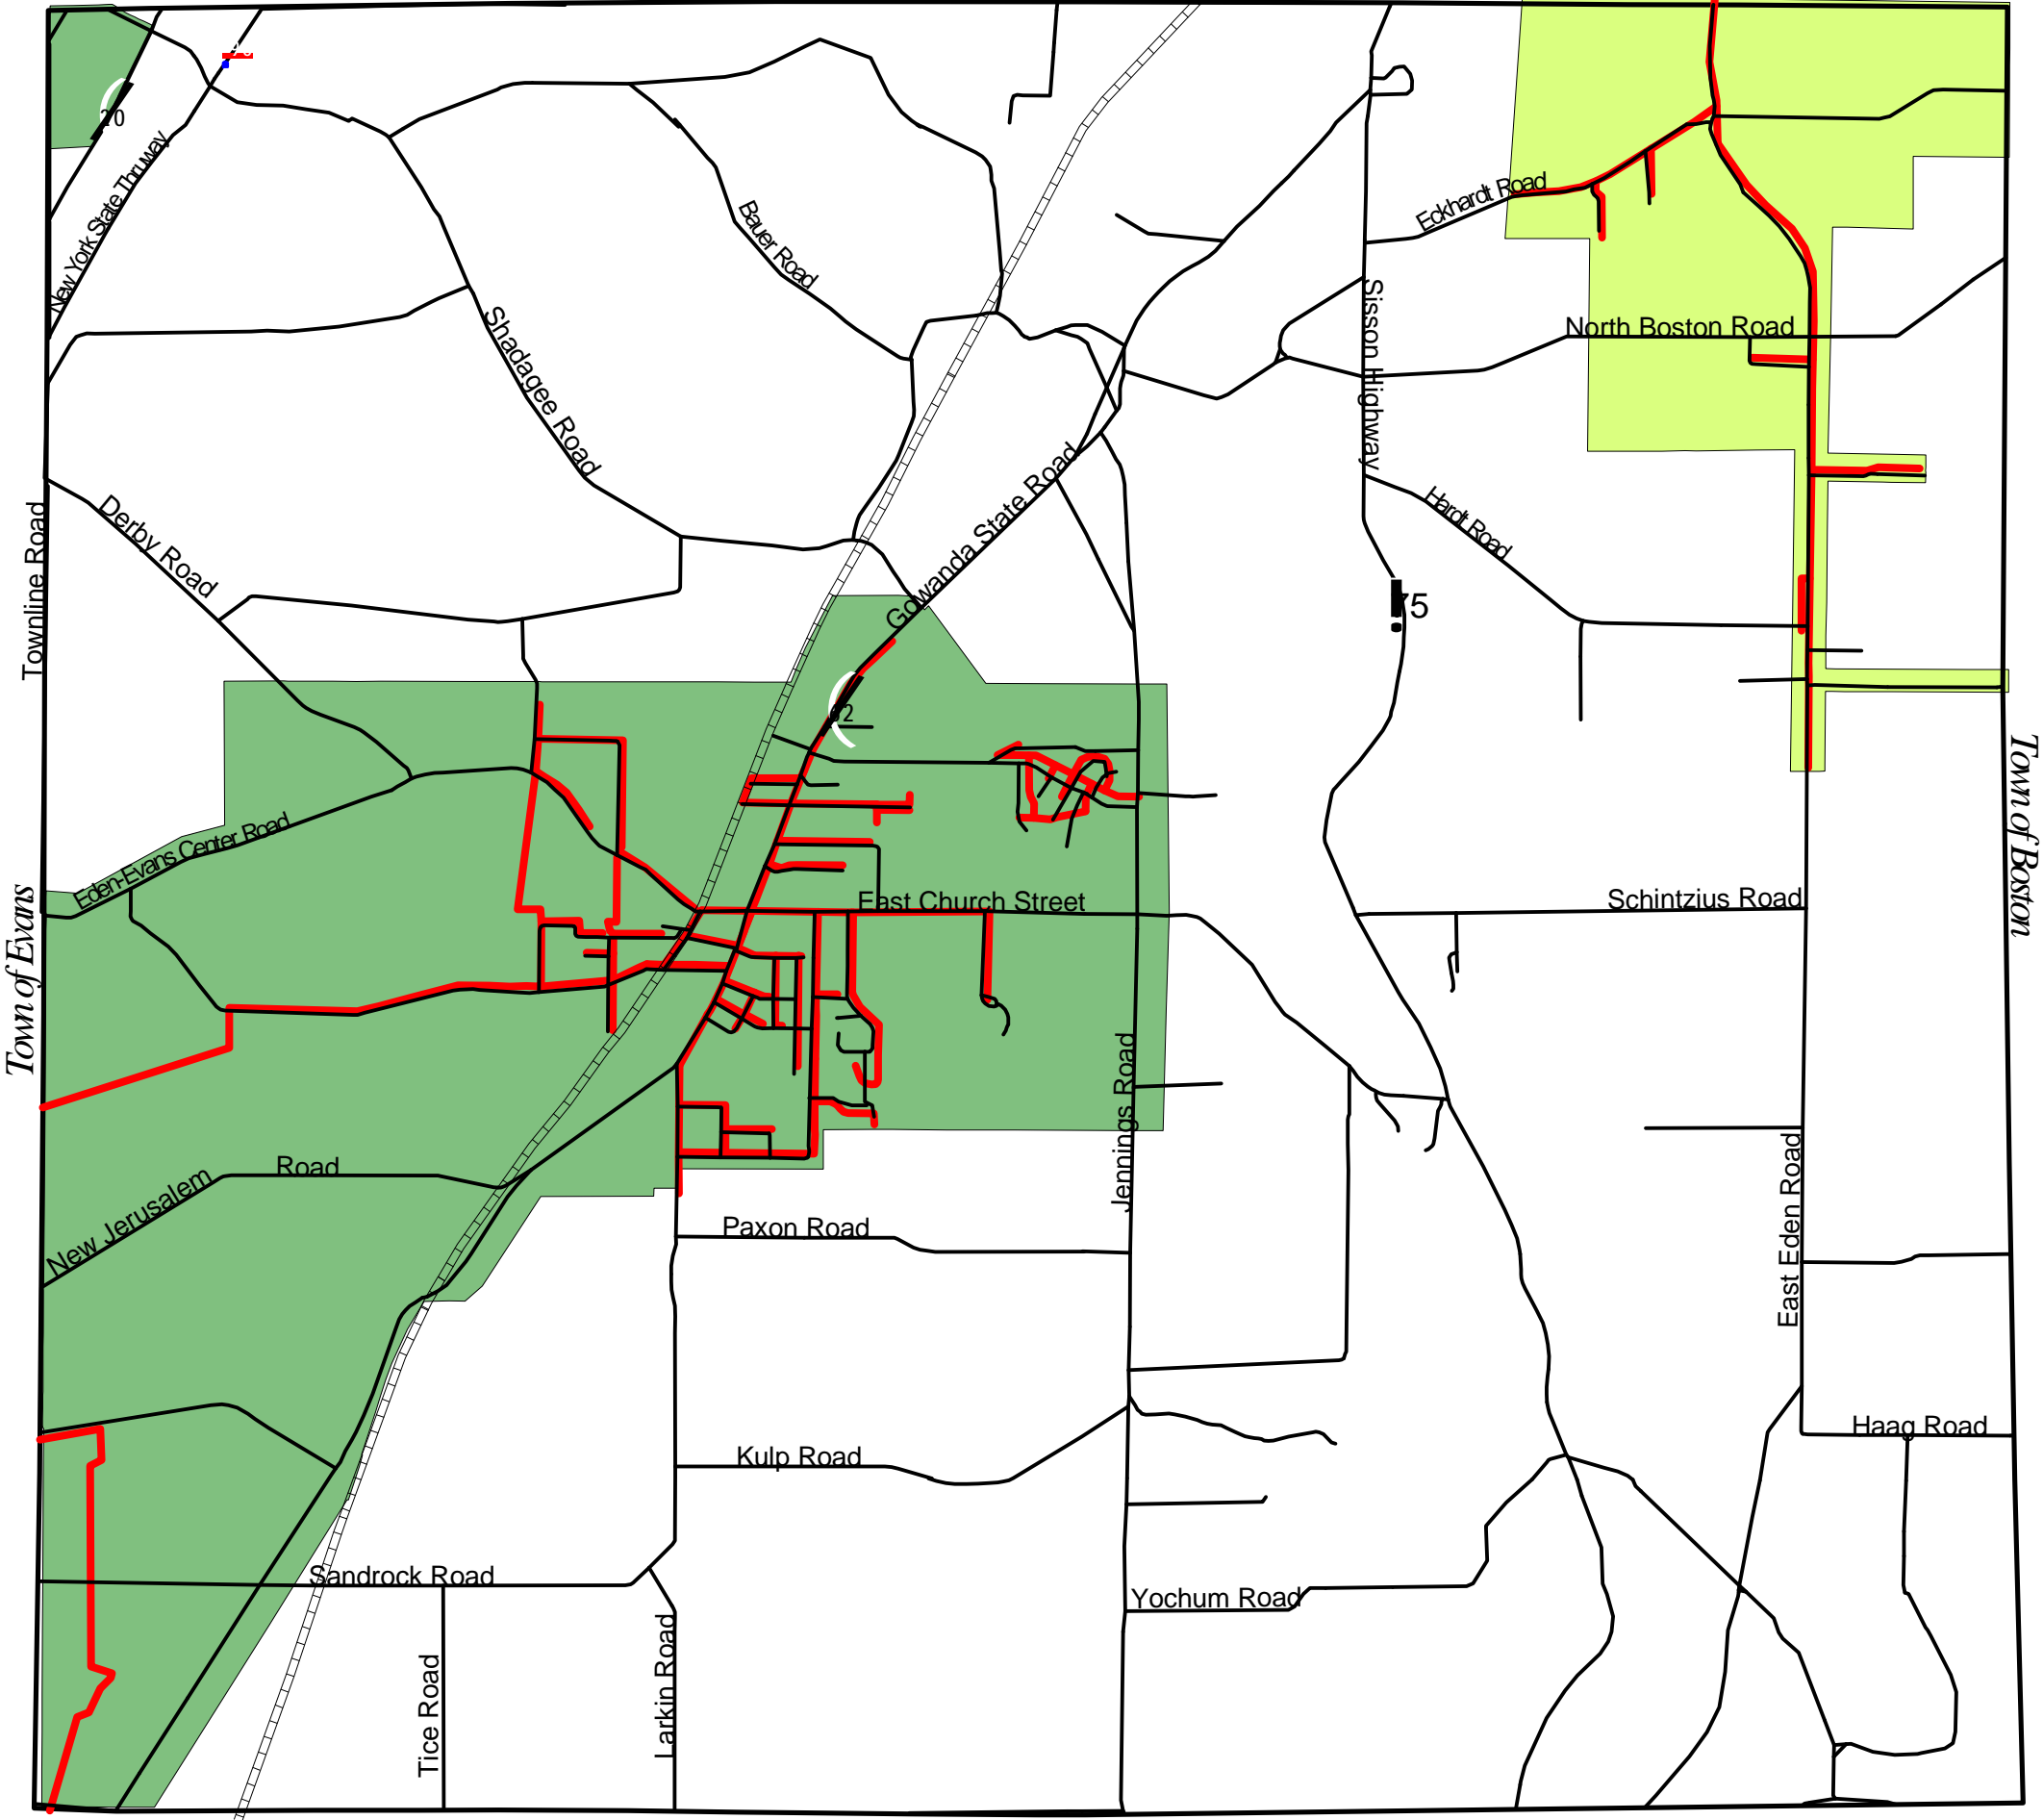 20
New York State Thruway
Bauer Road
Eckhardt Road
Shadagee Road
Sisson Highway
North Boston Road
Derby Road
Townline Road
Gowanda State Road
Hardt Road
75
62
Town of Boston
Eden-Evans Center Road
East Church Street
Schintzius Road
Town of Evans
Jennings Road
New Jerusalem
Road
Paxon Road
East Eden Road
Haag Road
Kulp Road
Sandrock Road
Yochum Road
Tice Road
Larkin Road